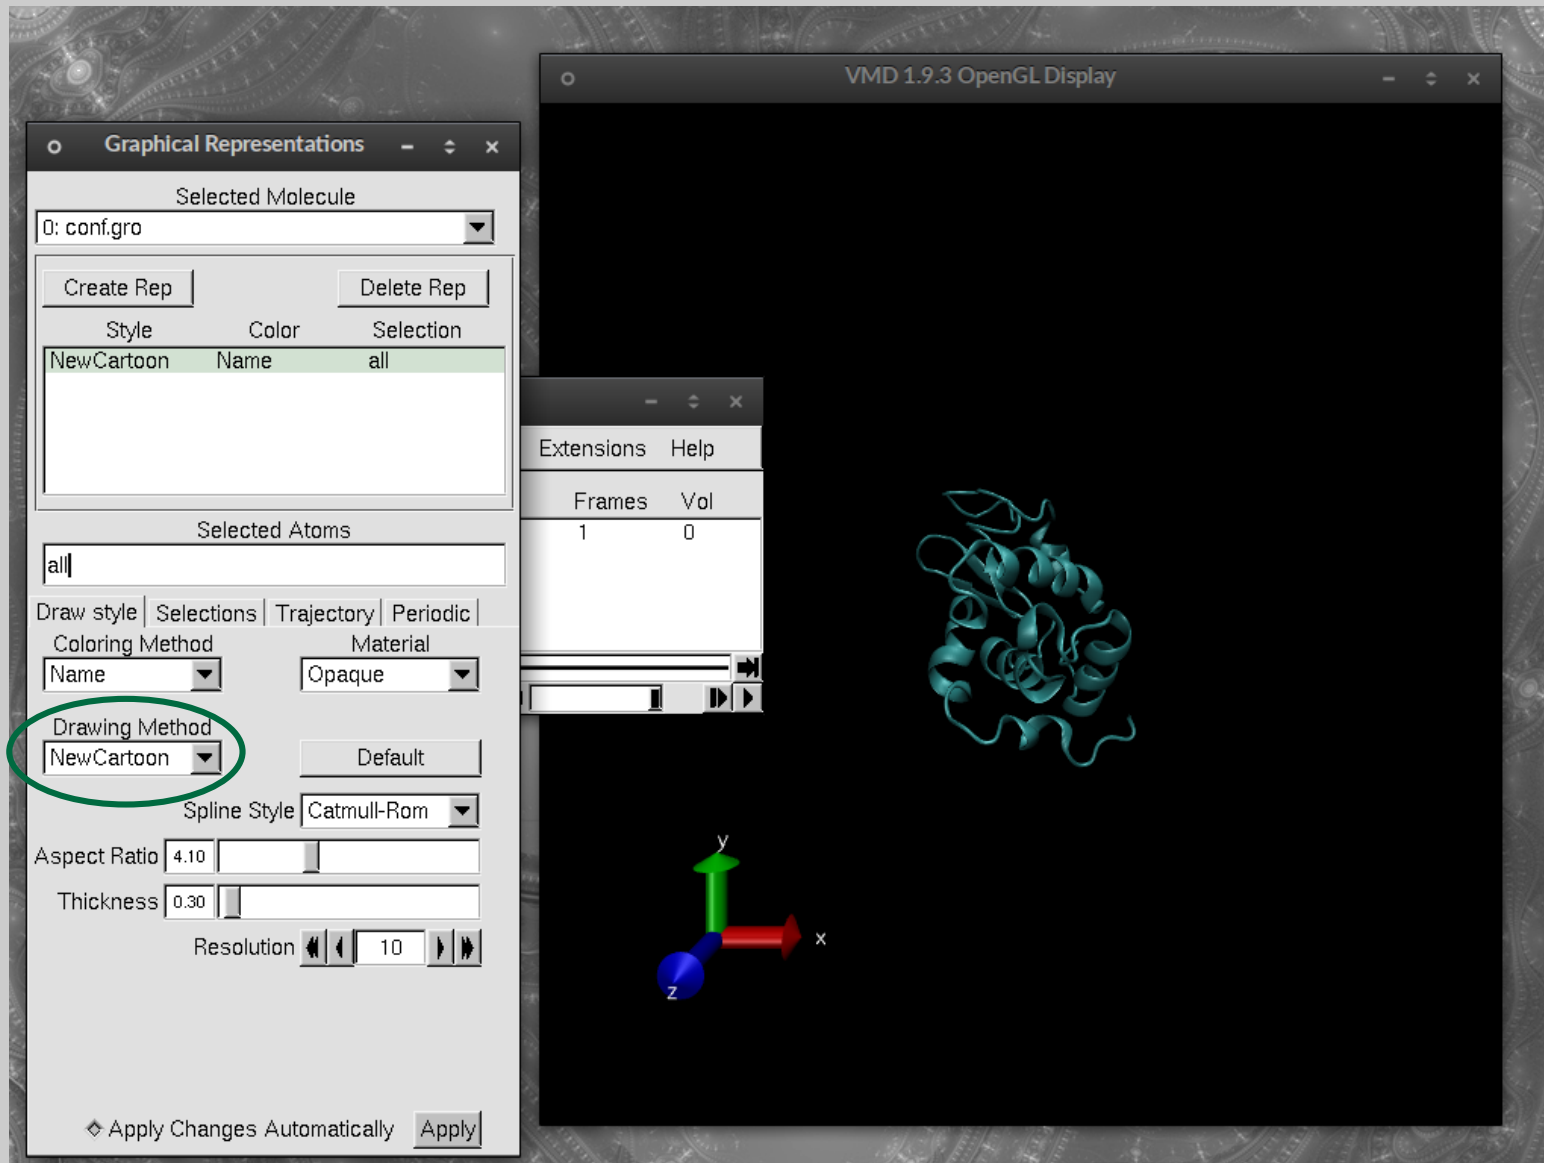 VMD 1.9.3 OpenGL Display
Graphical Representations
Selected Molecule
0: conf.gro
Create Rep Delete Rep
Style Color Selection
NewCartoon Name all
Extensions Help
Frames Vol
1 0
Selected Atoms
all
Draw style Selections Trajectory Periodic
Coloring Method Material
Name Opaque
Drawing Method
NewCartoon Default
Spline Style Catmull-Rom
Aspect Ratio 4.10
Thickness 0.30
Resolution 10
Apply Changes Automatically Apply
y
x
z